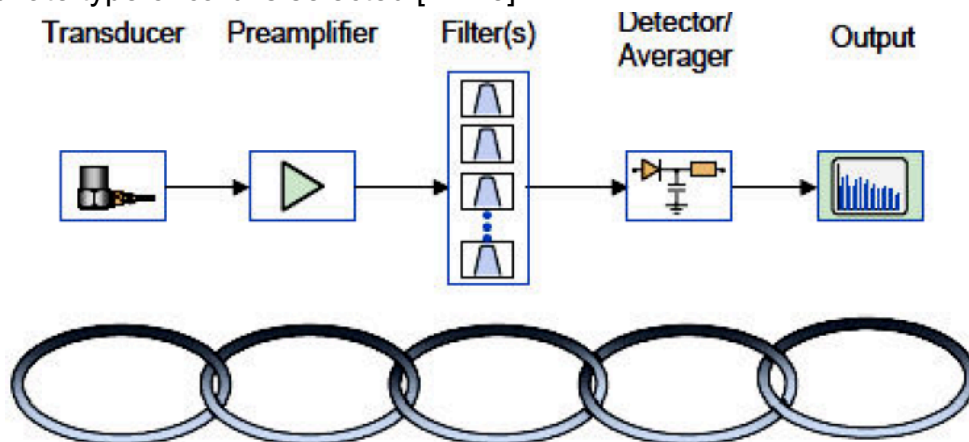 Transducer
Preamplifier
Filter(s)
Detector/
Averager
Output